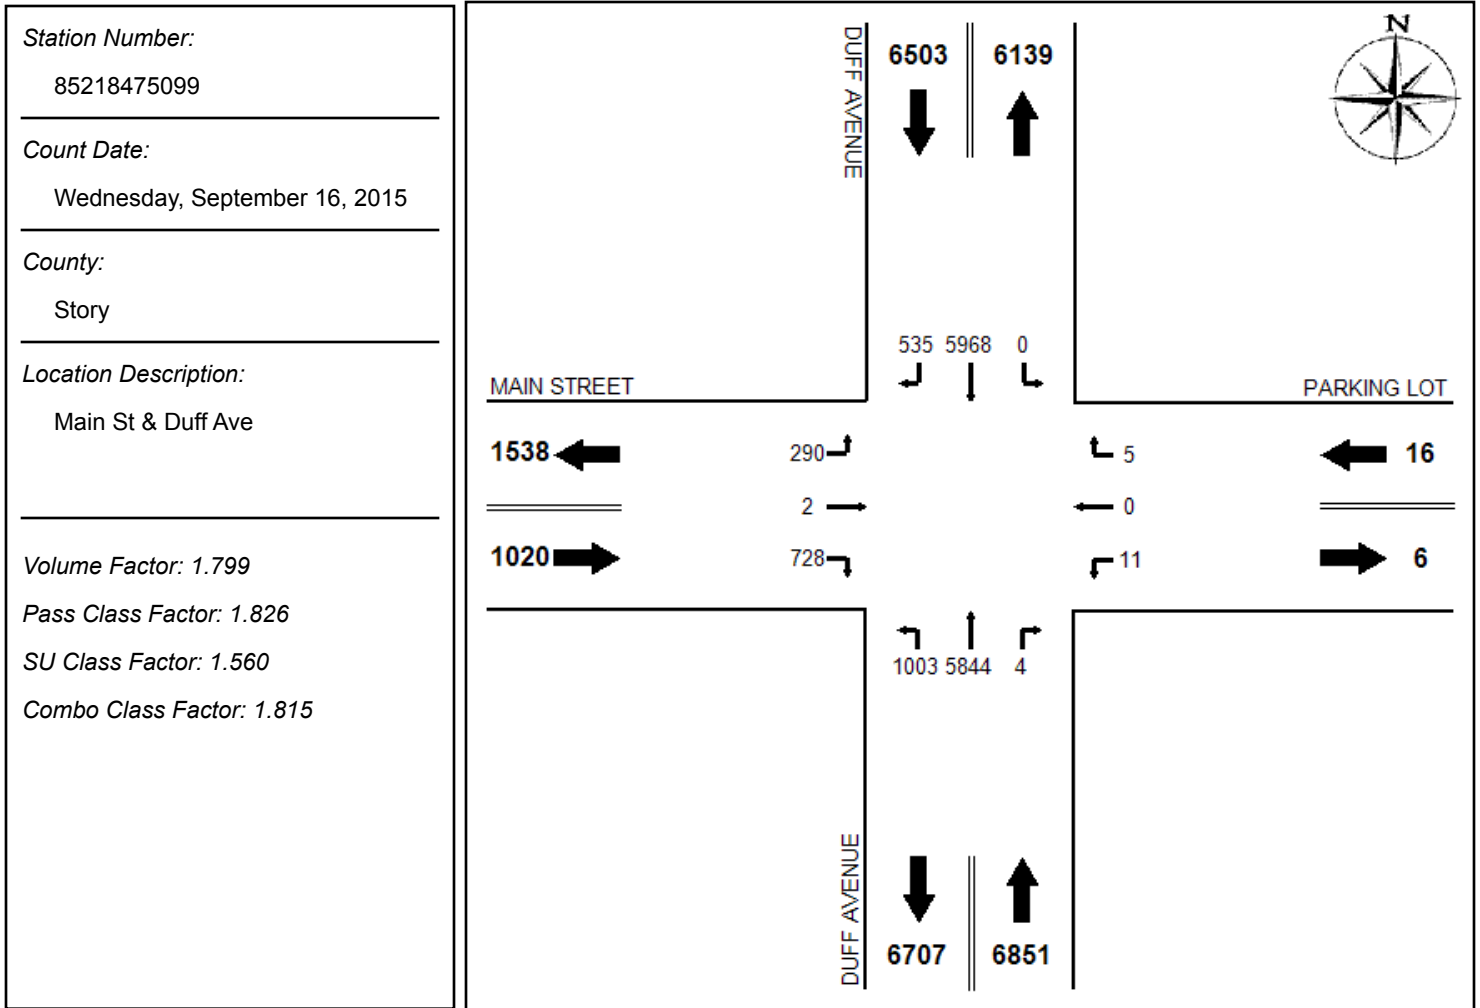 Station Number:
85218475099
Count Date:
Wednesday, September 16, 2015
County:
Story
Location Description:
Main St & Duff Ave
Volume Factor: 1.799
Pass Class Factor: 1.826
SU Class Factor: 1.560
Combo Class Factor: 1.815
N
DUFF AVENUE
6503 6139
535 5968 0
MAIN STREET
PARKING LOT
1538 290 5 16
2 0
1020 728 11 6
1003 5844 4
DUFF AVENUE
6707 6851